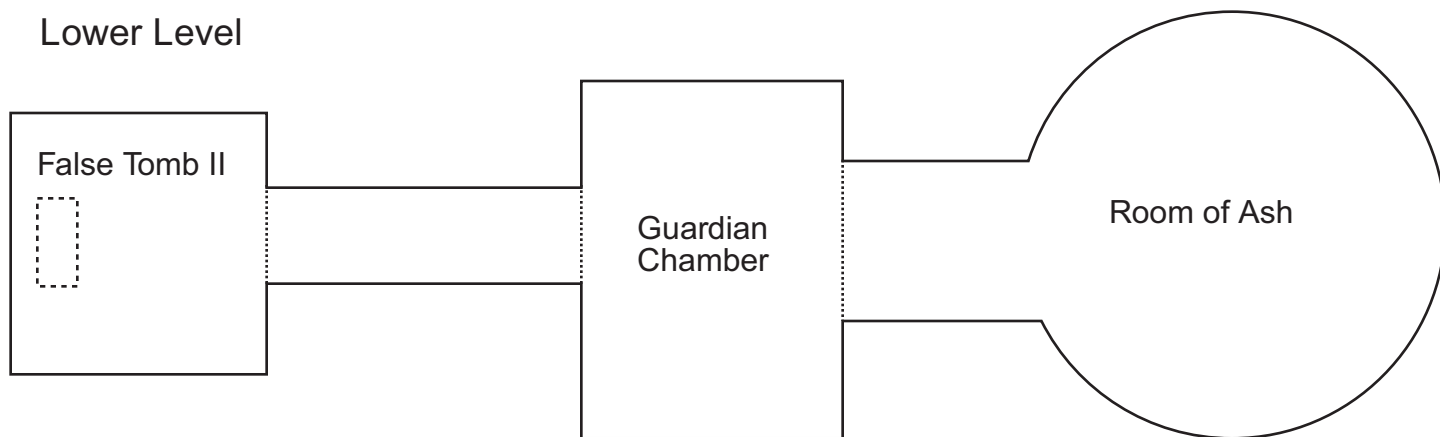 Lower Level
False Tomb II
Guardian
Chamber
Room of Ash